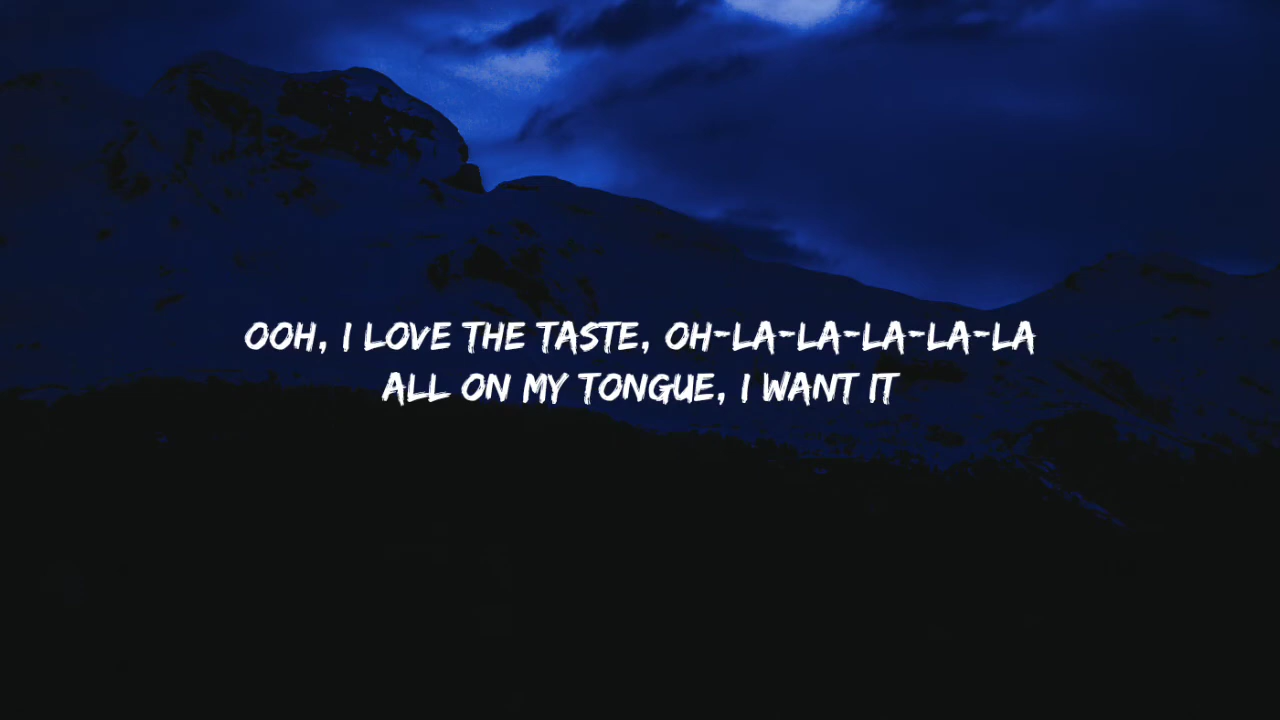 OOH, I LOVE THE TASTE, OH-LA-LA-LA-LA-LA
ALL ON MY TONGUE, I WANT IT